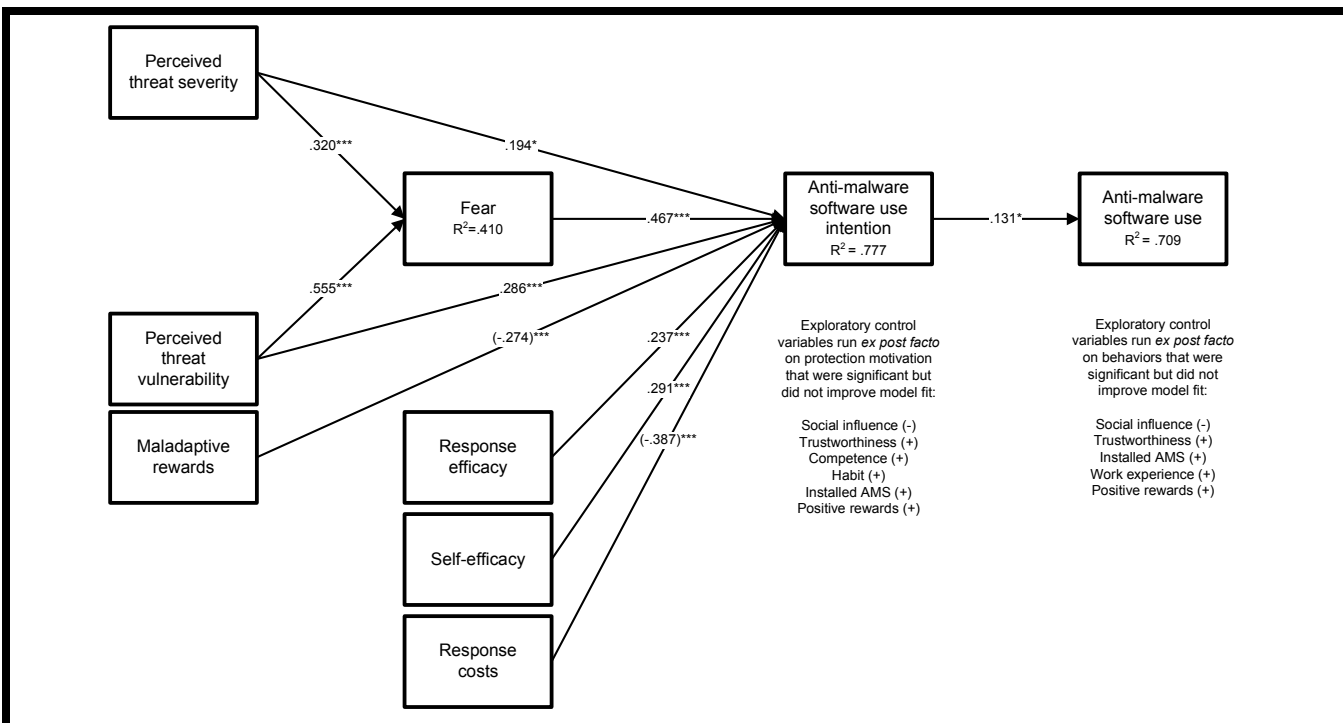 Perceived
threat severity
.320***
.194*
Fear
R²=.410
.467***
Anti-malware
software use
intention
R² = .777
.131*
Anti-malware
software use
R² = .709
.555***
.286***
Perceived
threat
vulnerability
(-.274)***
Maladaptive
rewards
.237***
Response
efficacy
.291***
Self-efficacy
(-.387)***
Response
costs
Exploratory control
variables run ex post facto
on protection motivation
that were significant but
did not improve model fit:
Social influence (-)
Trustworthiness (+)
Competence (+)
Habit (+)
Installed AMS (+)
Positive rewards (+)
Exploratory control
variables run ex post facto
on behaviors that were
significant but did not
improve model fit:
Social influence (-)
Trustworthiness (+)
Installed AMS (+)
Work experience (+)
Positive rewards (+)